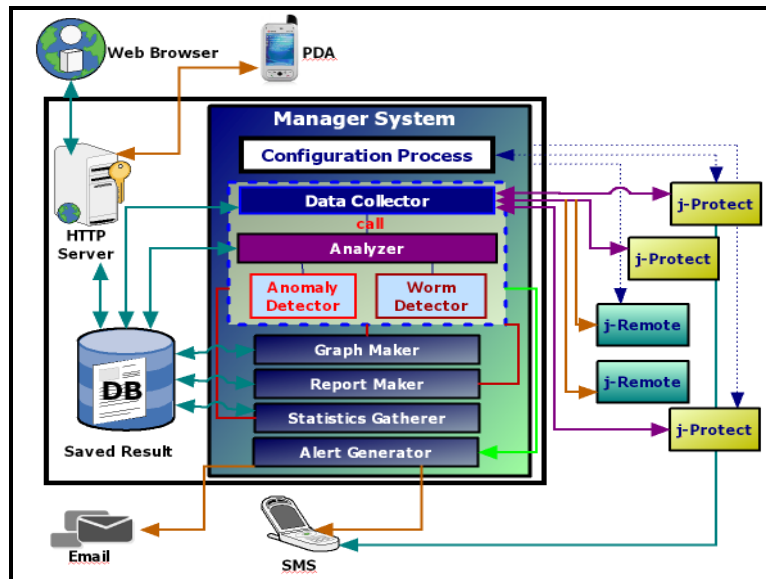 Web Browser
PDA
Manager System
Configuration Process
Data Collector
call
Analyzer
Anomaly
Detector
Worm
Detector
Graph Maker
Report Maker
Statistics Gatherer
Alert Generator
HTTP
Server
DB
Saved Result
j-Protect
j-Protect
j-Remote
j-Remote
j-Protect
Email
SMS